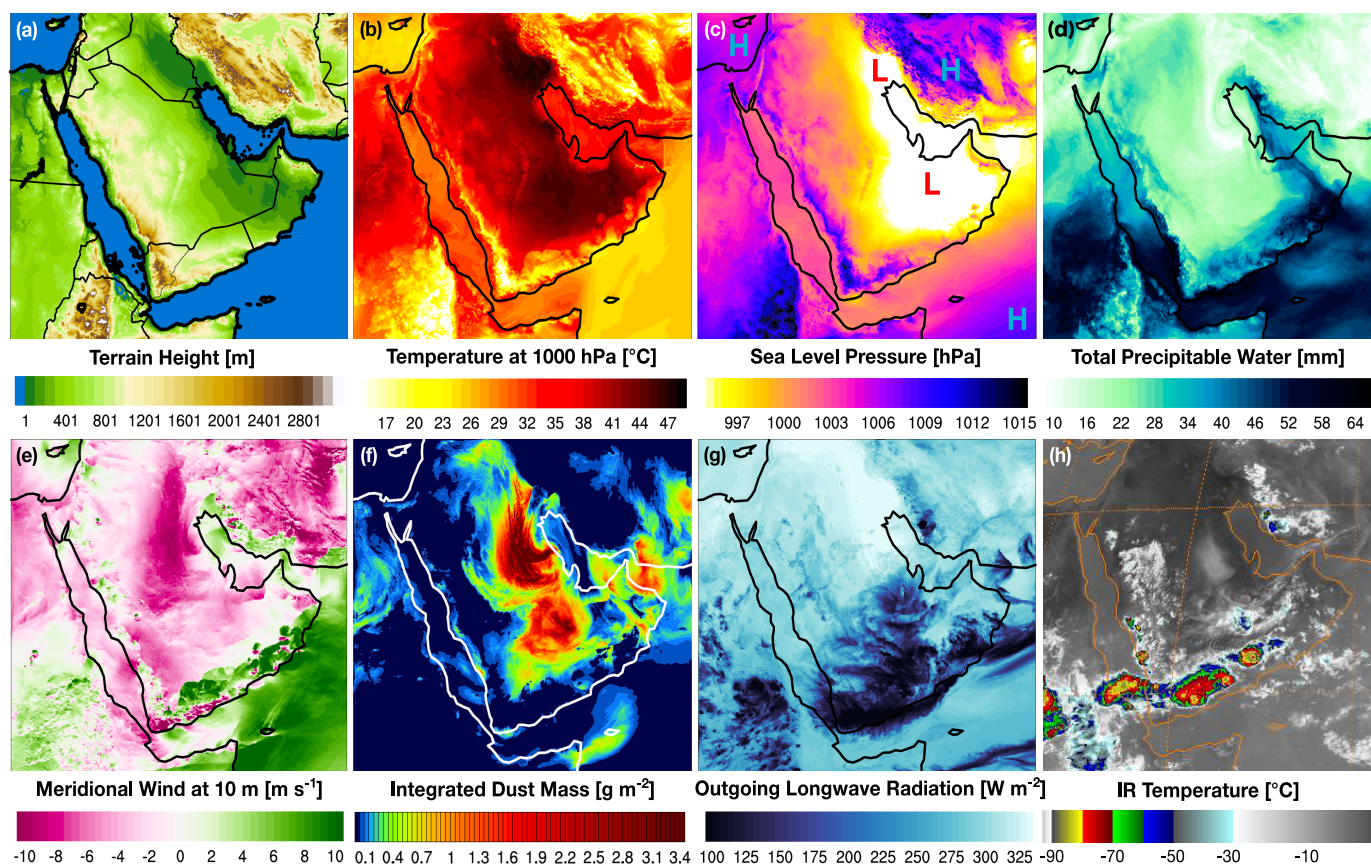 (a)
(b)
(c)
(d)
H
L
H
L
H
Terrain Height [m]
Temperature at 1000 hPa [°C]
Sea Level Pressure [hPa]
Total Precipitable Water [mm]
1 401 801 1201 1601 2001 2401 2801
17 20 23 26 29 32 35 38 41 44 47
997 1000 1003 1006 1009 1012 1015
10 16 22 28 34 40 46 52 58 64
(e)
(f)
(g)
(h)
Meridional Wind at 10 m [m s⁻¹]
Integrated Dust Mass [g m⁻²]
Outgoing Longwave Radiation [W m⁻²]
IR Temperature [°C]
-10 -8 -6 -4 -2 0 2 4 6 8 10
0.1 0.4 0.7 1 1.3 1.6 1.9 2.2 2.5 2.8 3.1 3.4
100 125 150 175 200 225 250 275 300 325
-90 -70 -50 -30 -10